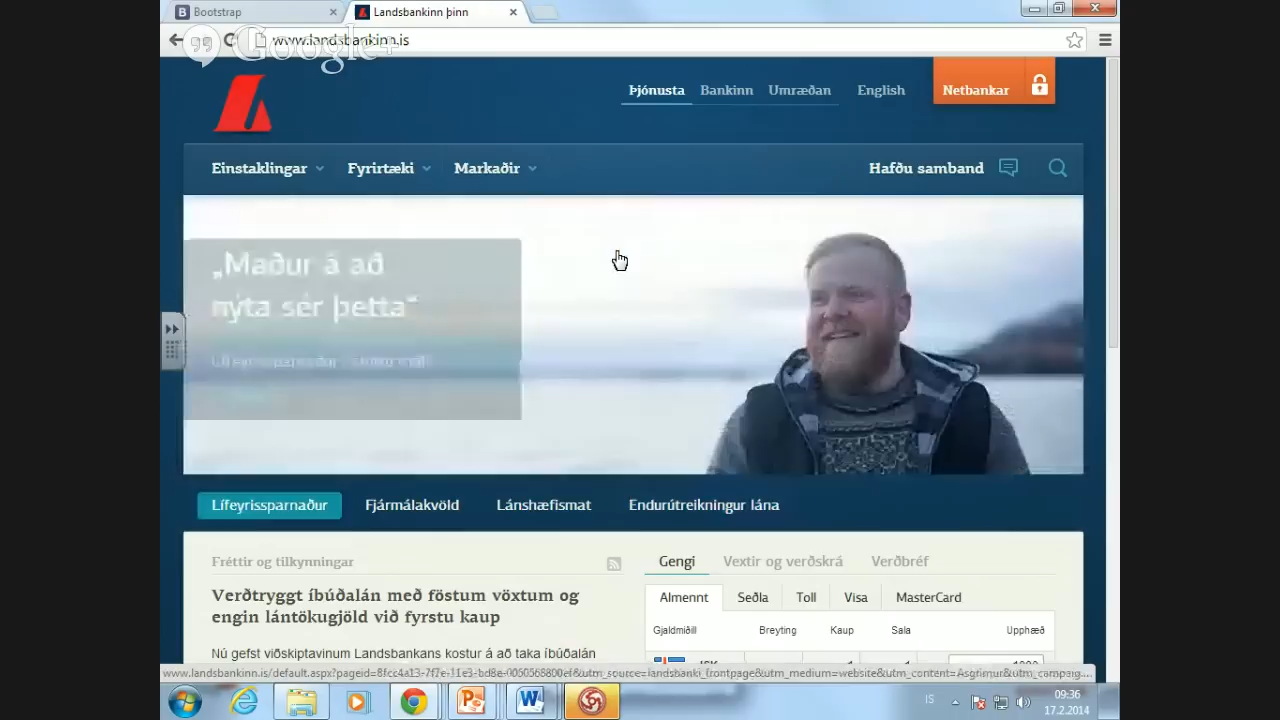 Bootstrap
Landsbankinn þinn
www.landsbankinn.is
Google+
Þjónusta
Bankinn
Umræðan
English
Netbankar
Einstaklingar
Fyrirtæki
Markaðir
Hafðu samband
„Maður á að
nýta sér þetta“
Lífeyrissparnaður
Fjármálakvöld
Lánshæfismat
Endurútreikningur lána
Fréttir og tilkynningar
Verðtryggt íbúðalán með föstum vöxtum og
engin lántökugjöld við fyrstu kaup
Nú gefst viðskiptavinum Landsbankans kostur á að taka íbúðalán
Gengi
Vextir og verðskrá
Verðbréf
Almennt
Seðla
Toll
Visa
MasterCard
Gjaldmiðill
Breyting
Kaup
Sala
Upphæð
IS
09:36
17.2.2014